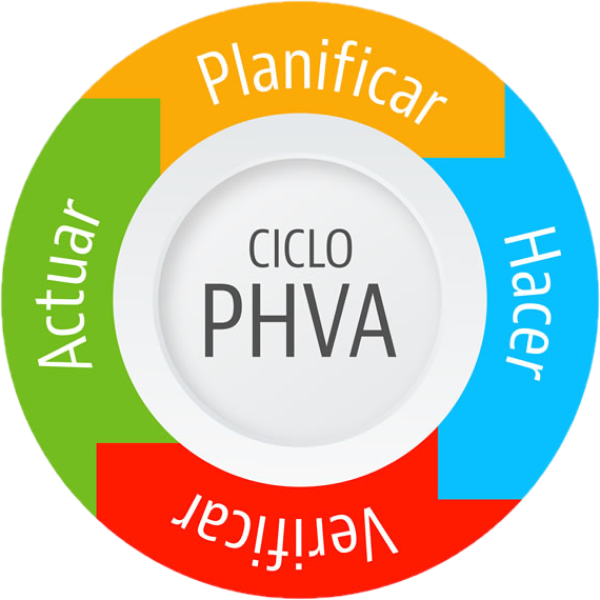 Planificar
Hacer
Verificar
Actuar
CICLO
PHVA